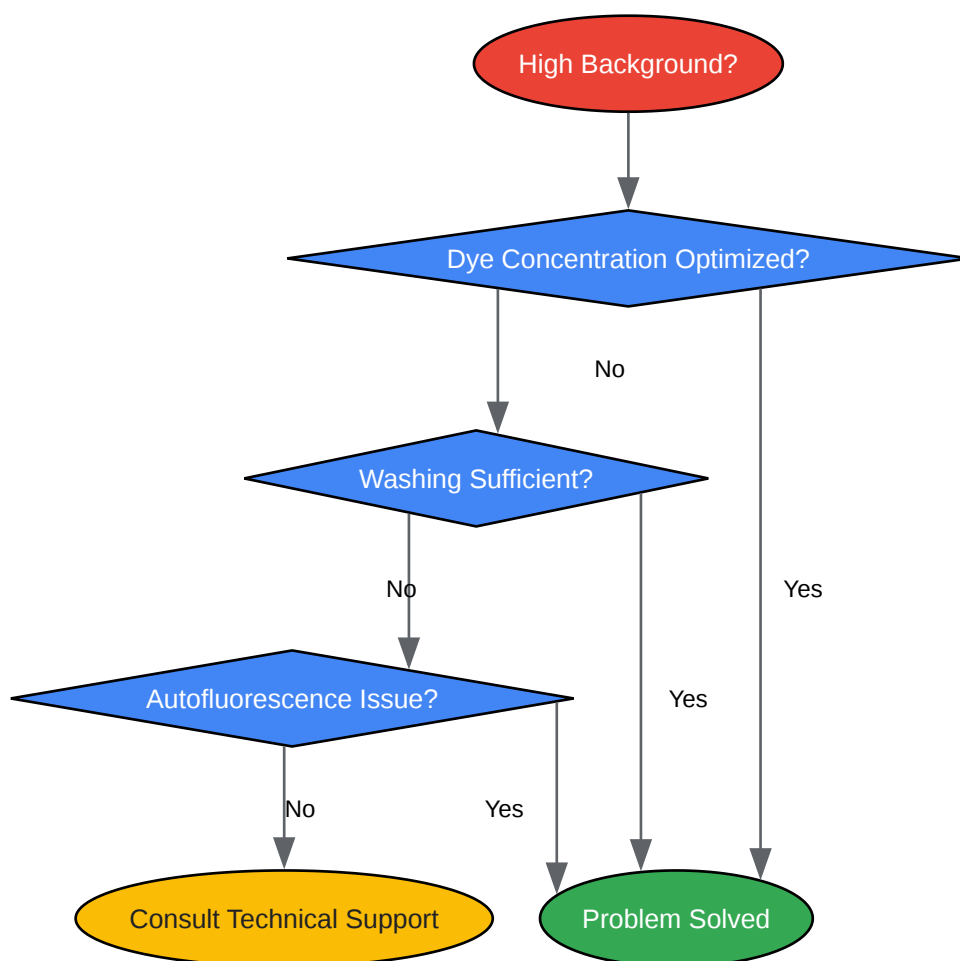 High Background?
Dye Concentration Optimized?
No
Washing Sufficient?
No
Yes
Autofluorescence Issue?
Yes
No
Yes
Consult Technical Support
Problem Solved